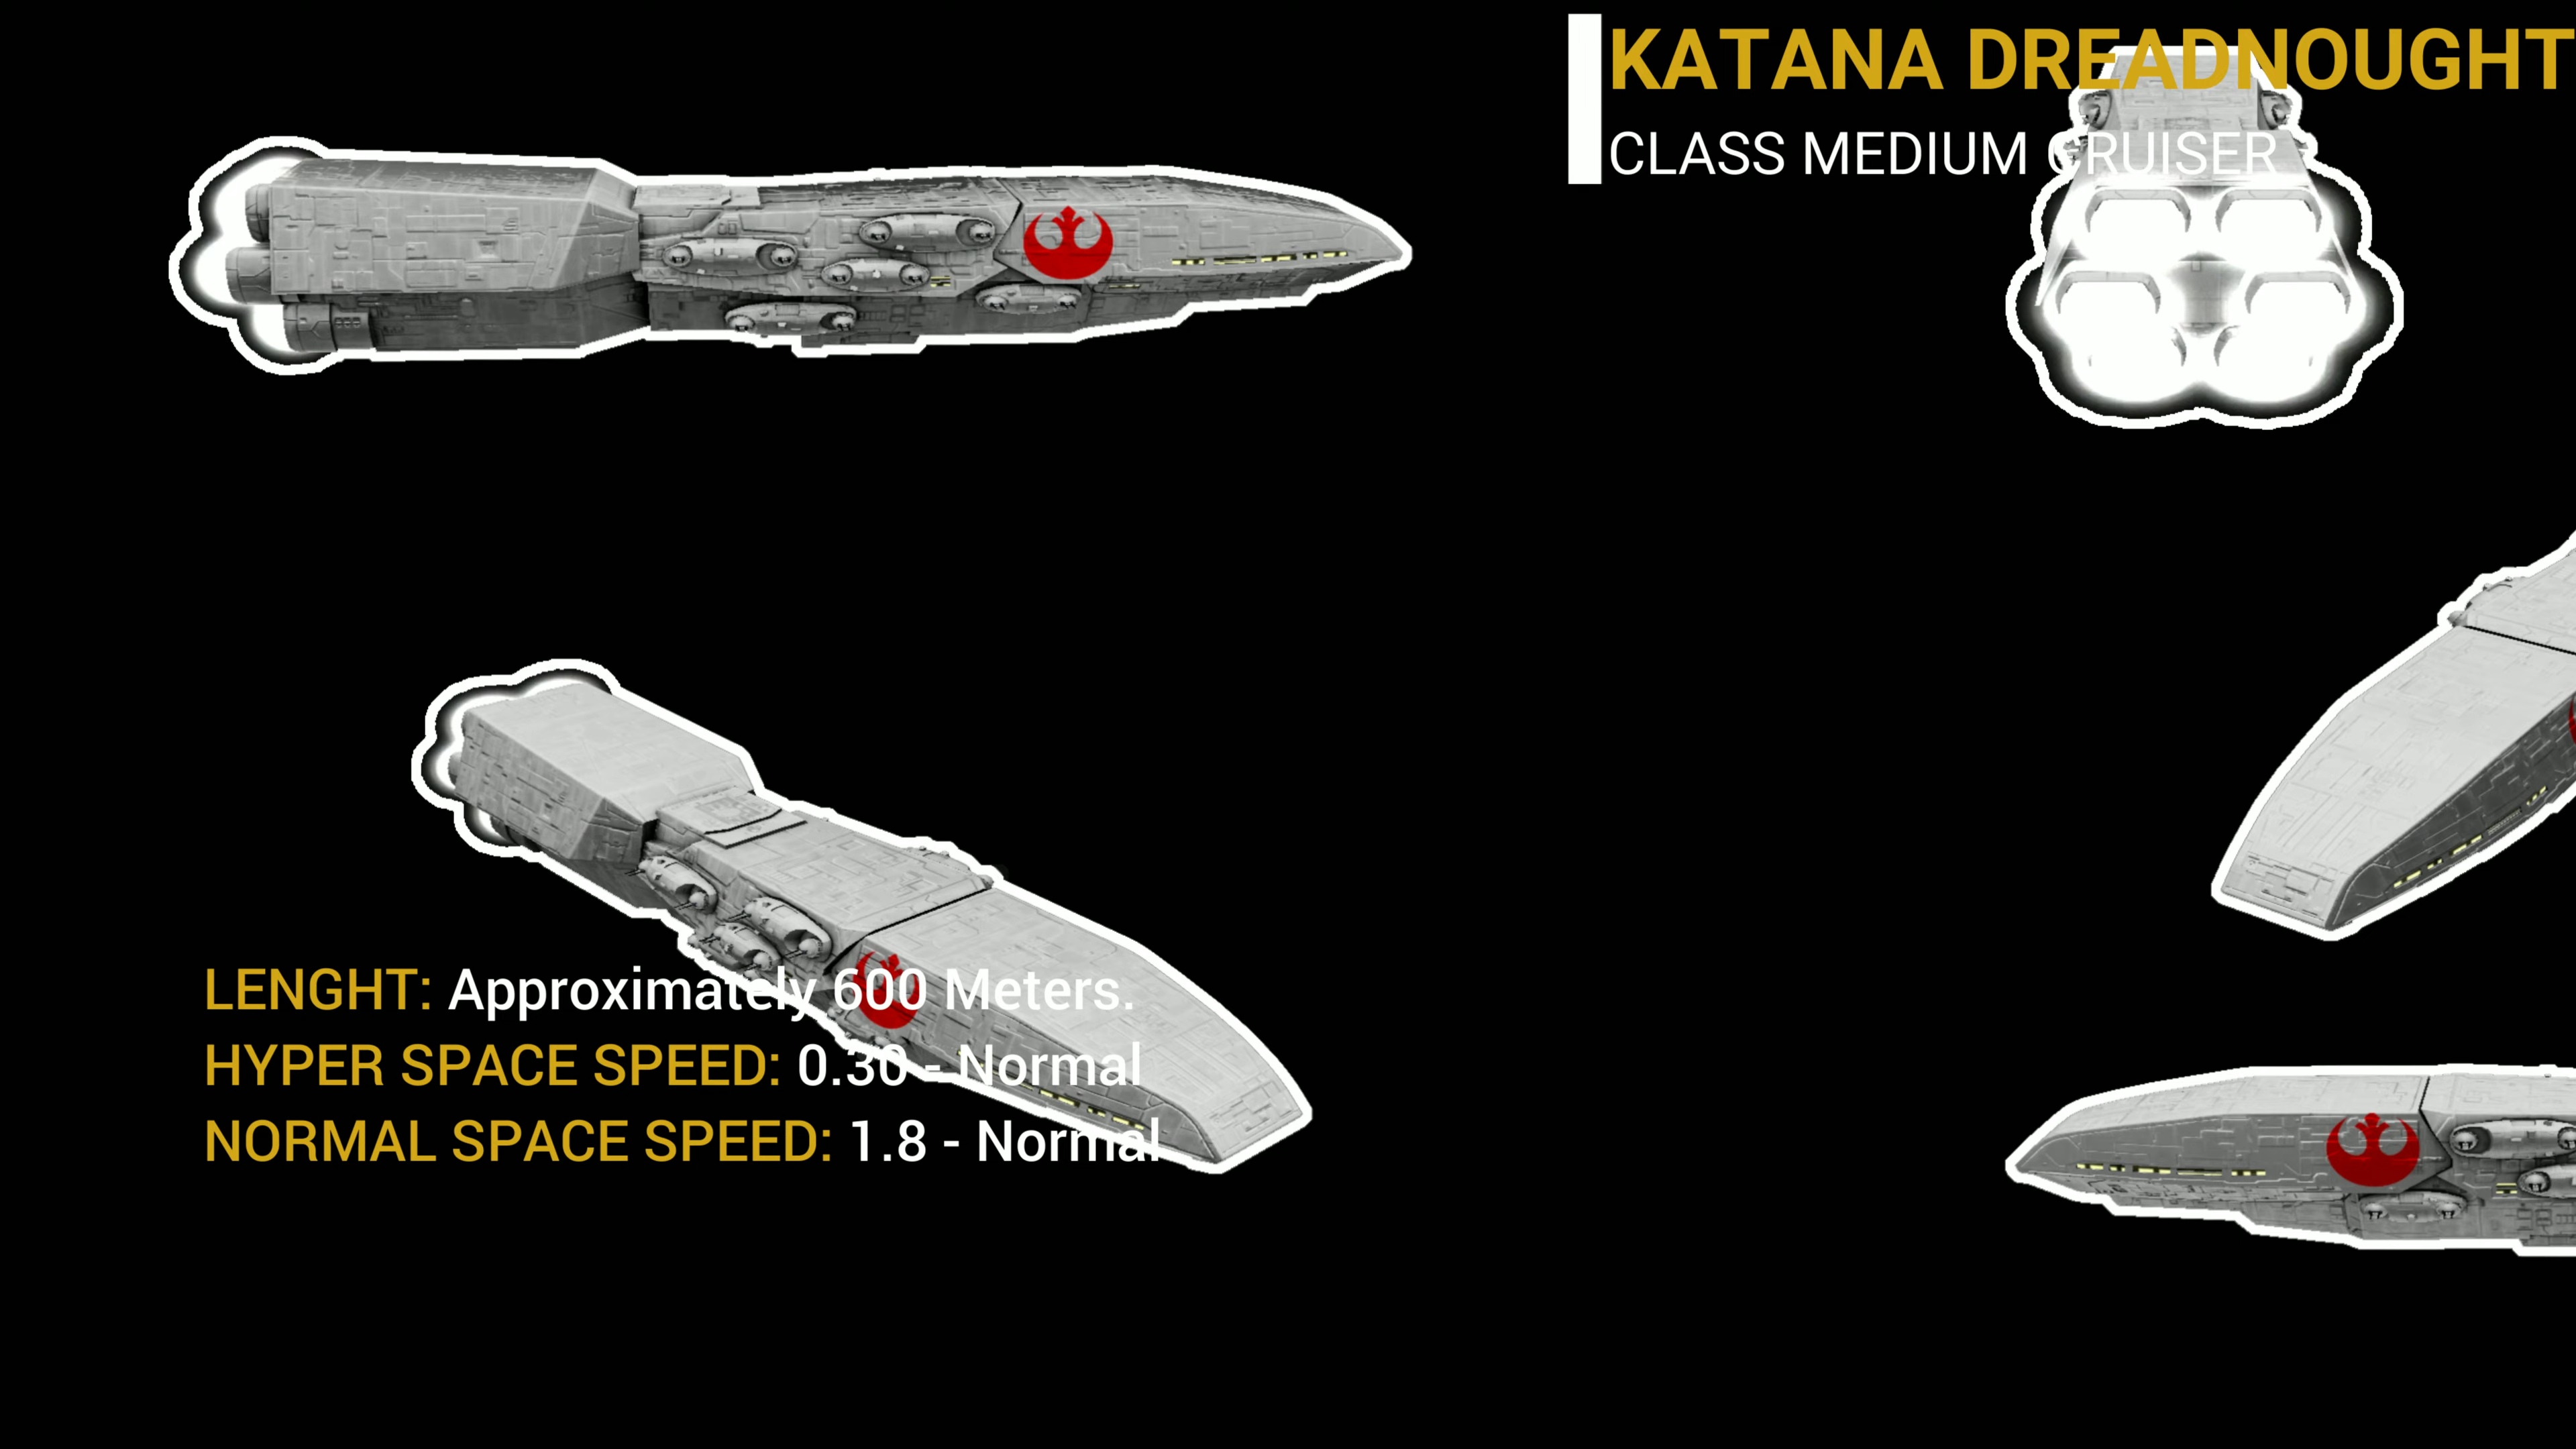 KATANA DREADNOUGHT
CLASS MEDIUM CRUISER
LENGHT: Approximately 600 Meters.
HYPER SPACE SPEED: 0.30 - Normal
NORMAL SPACE SPEED: 1.8 - Normal